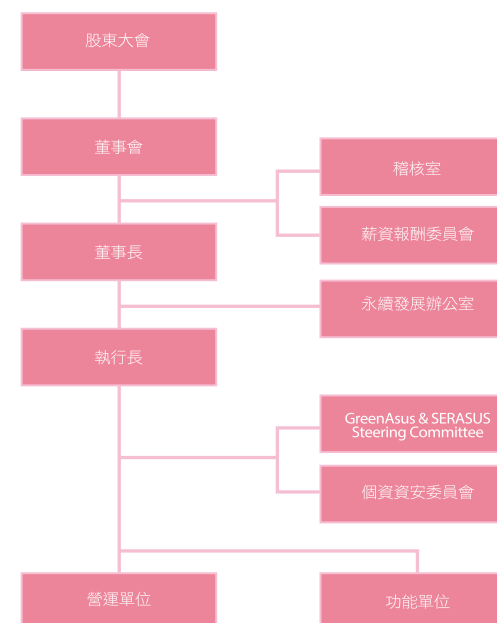 股東大會
董事會
稽核室
薪資報酬委員會
董事長
永續發展辦公室
執行長
GreenAsus & SERASUS
Steering Committee
個資資安委員會
營運單位
功能單位